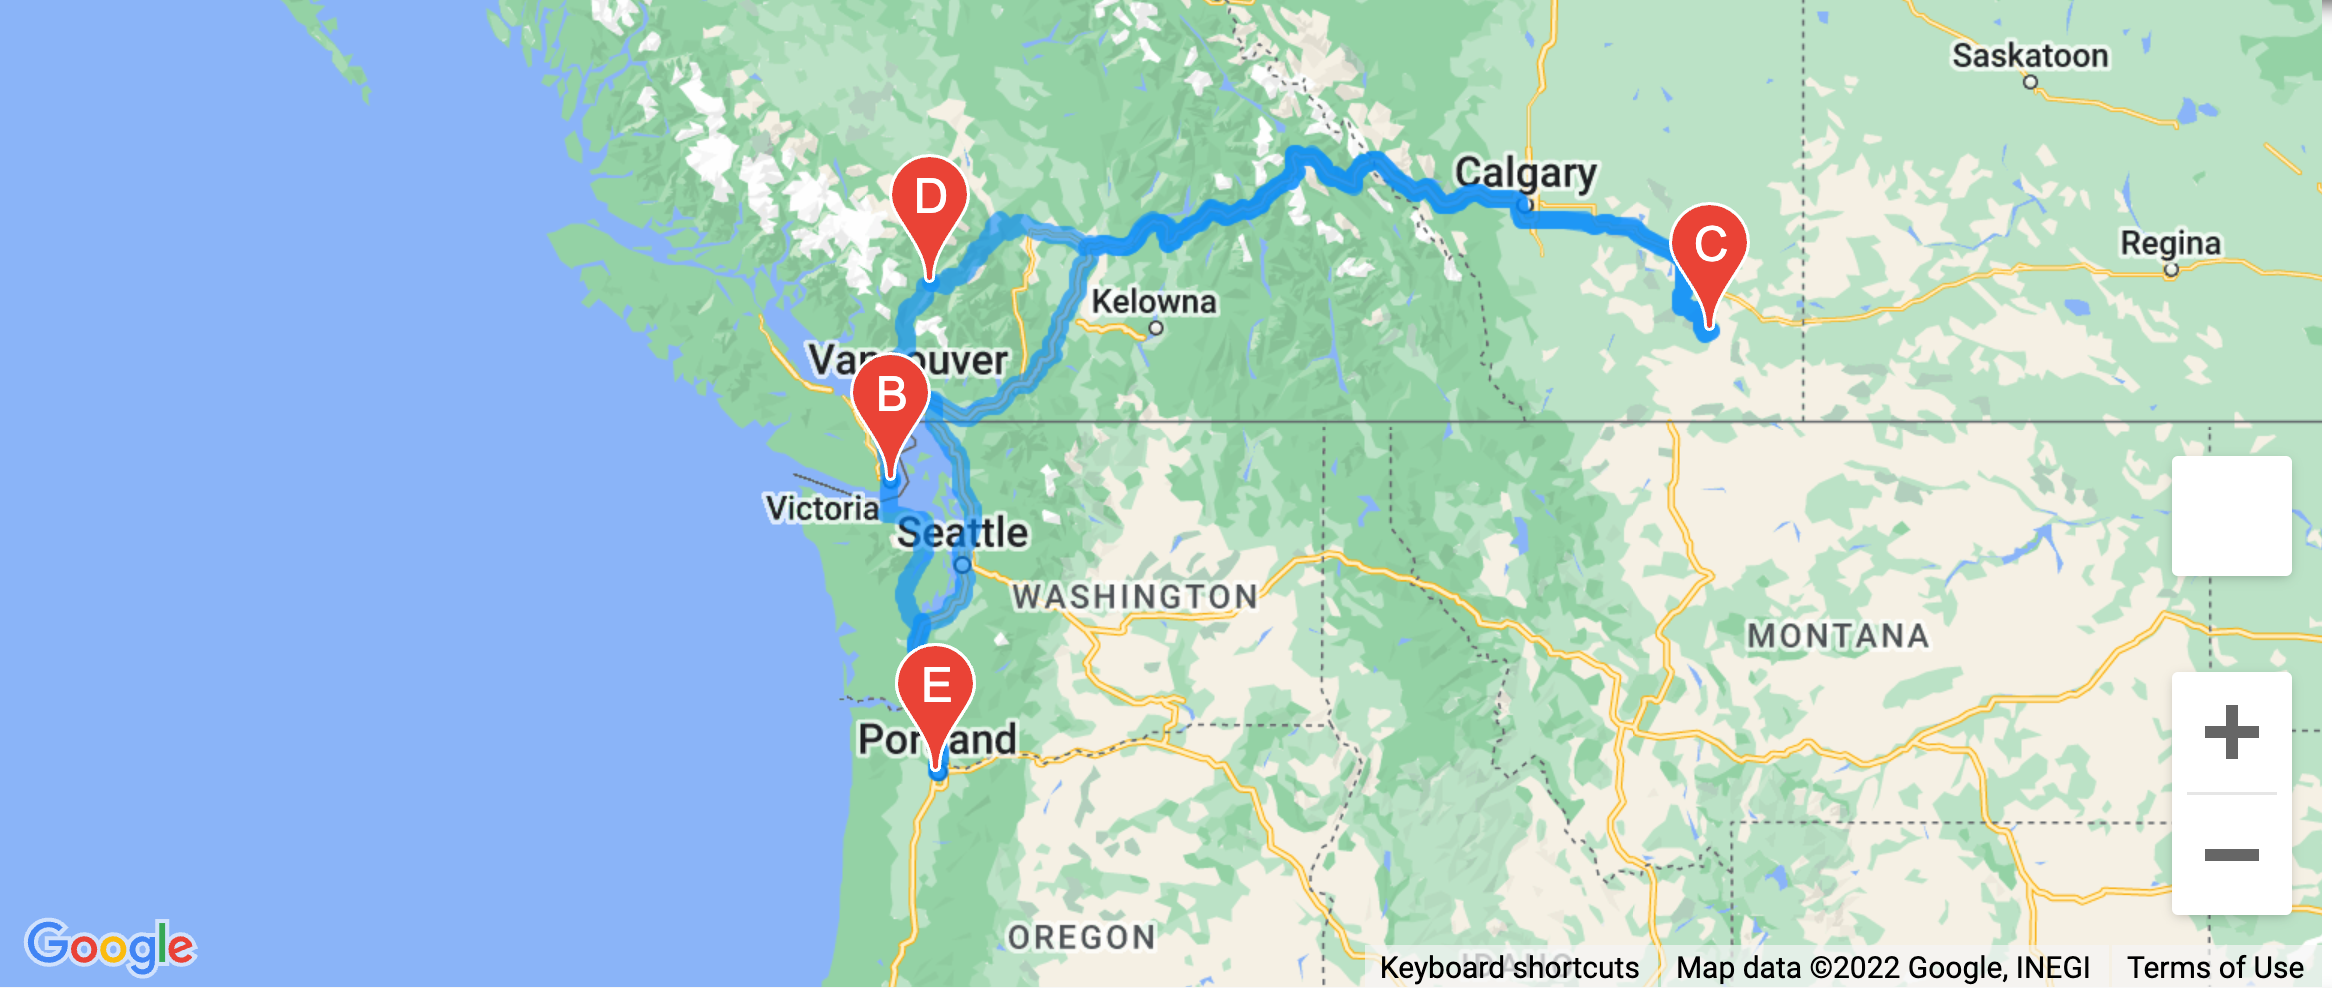 Saskatoon
Calgary
D
C
Regina
Kelowna
Vancouver
B
Victoria
Seattle
WASHINGTON
MONTANA
E
Portland
OREGON
IDAHO
Google
Keyboard shortcuts Map data ©2022 Google, INEGI Terms of Use
+
−